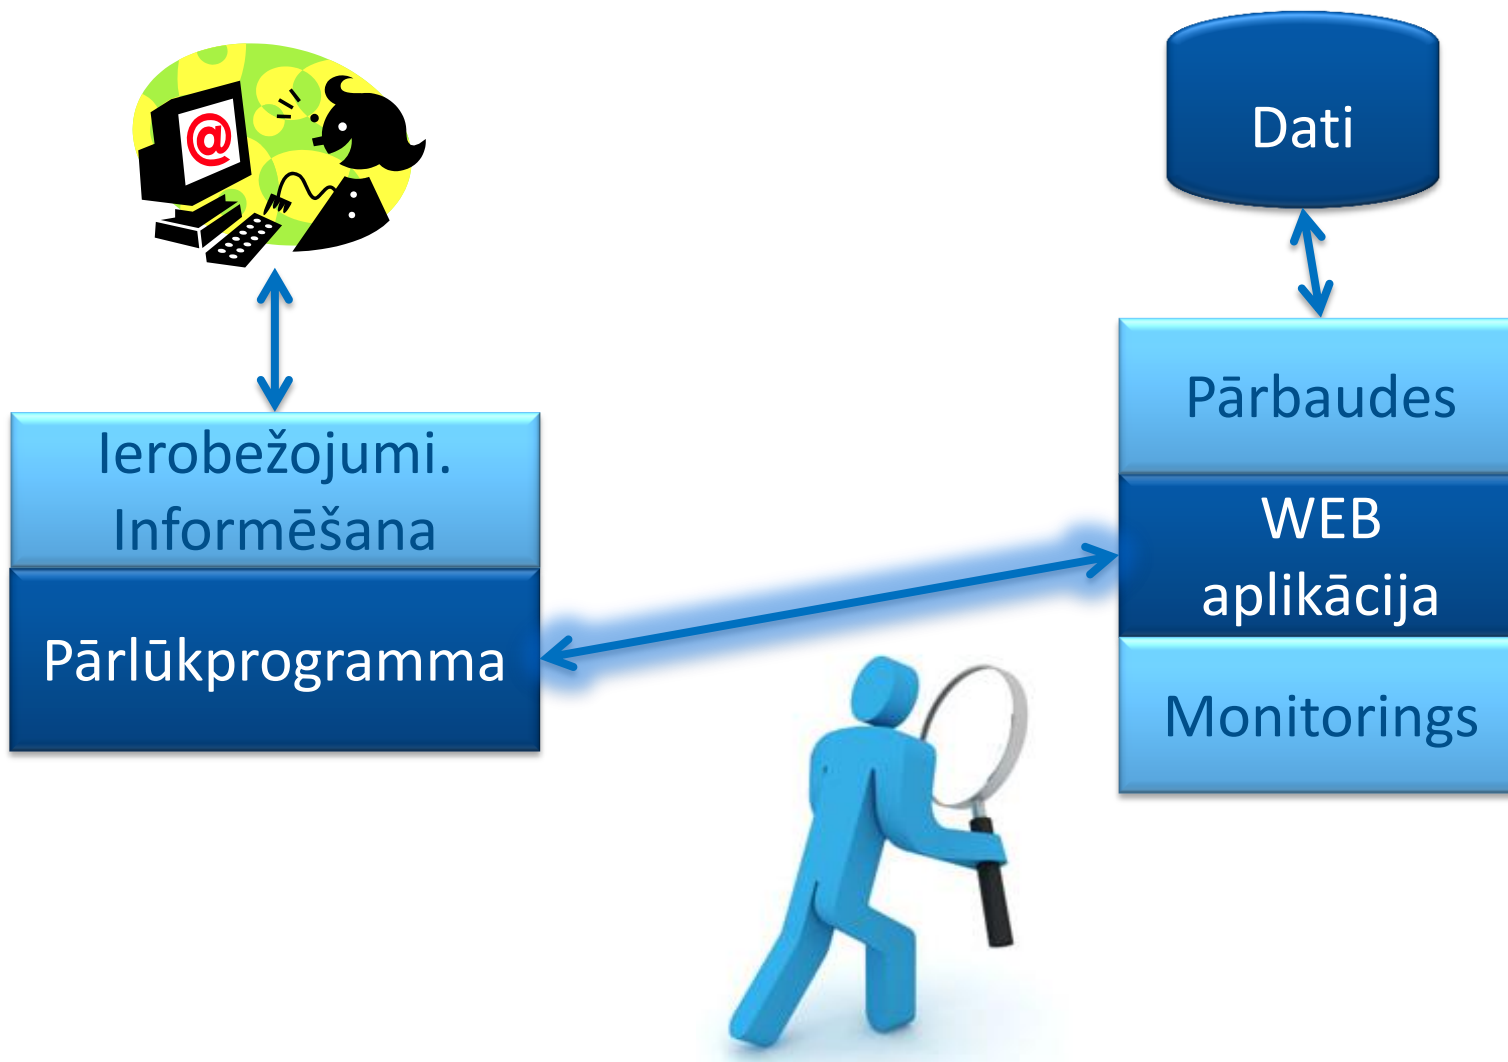 @
Dati
Ierobežojumi.
Informēšana
Pārlūkprogramma
Pārbaudes
WEB
aplikācija
Monitorings